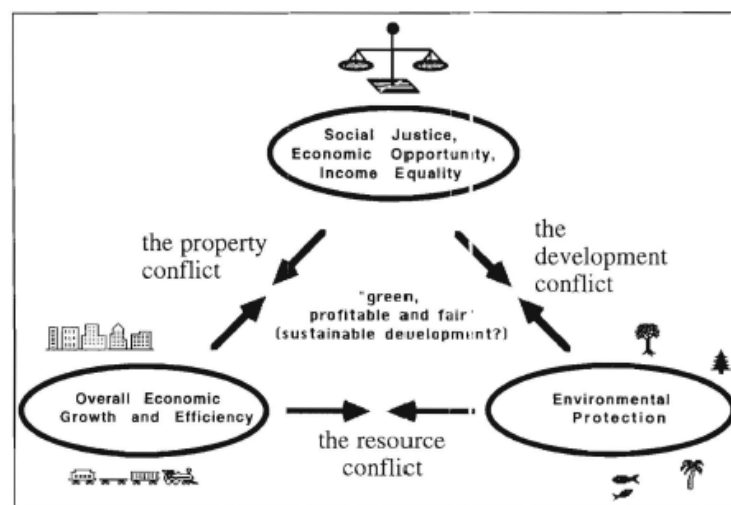 Social Justice,
Economic Opportunity,
Income Equality
the property
conflict
the
development
conflict
"green,
profitable and fair"
(sustainable development?)
Overall Economic
Growth and Efficiency
Environmental
Protection
the resource
conflict